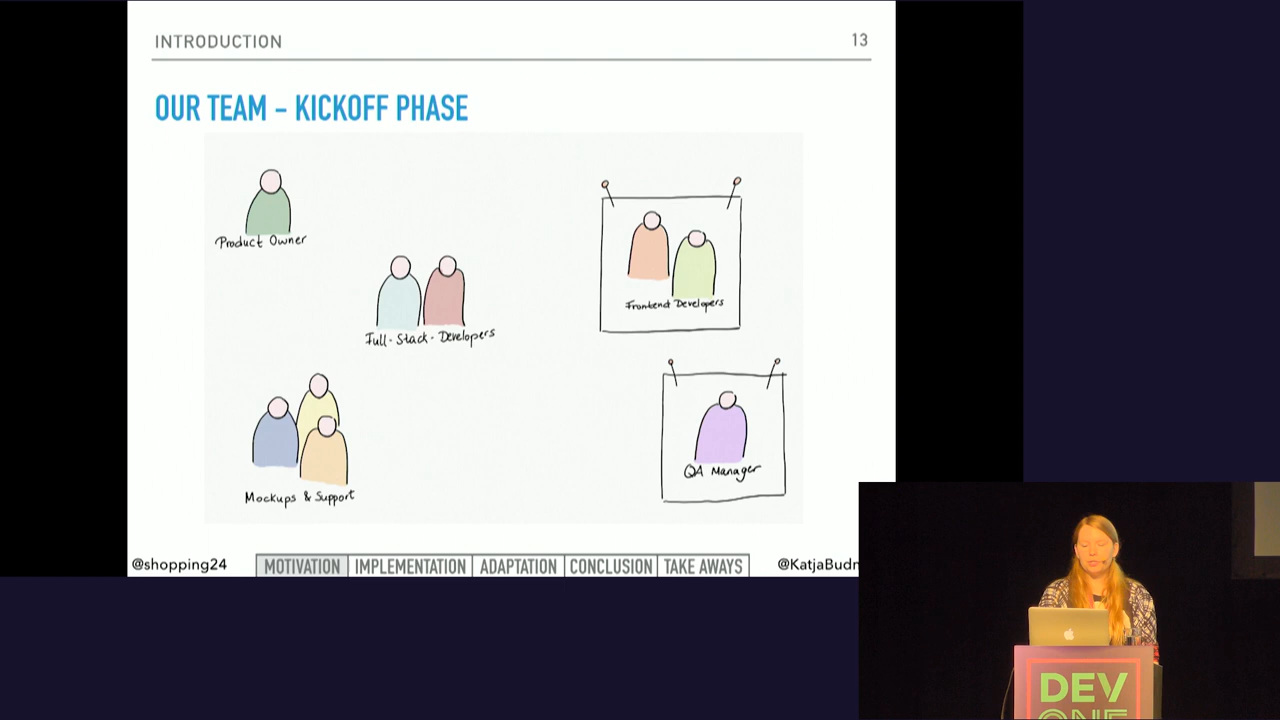 INTRODUCTION
13
OUR TEAM – KICKOFF PHASE
Product Owner
Full-Stack-Developers
Frontend Developers
Mockups & Support
QA Manager
@shopping24
MOTIVATION
IMPLEMENTATION
ADAPTATION
CONCLUSION
TAKE AWAYS
DEV
ONE